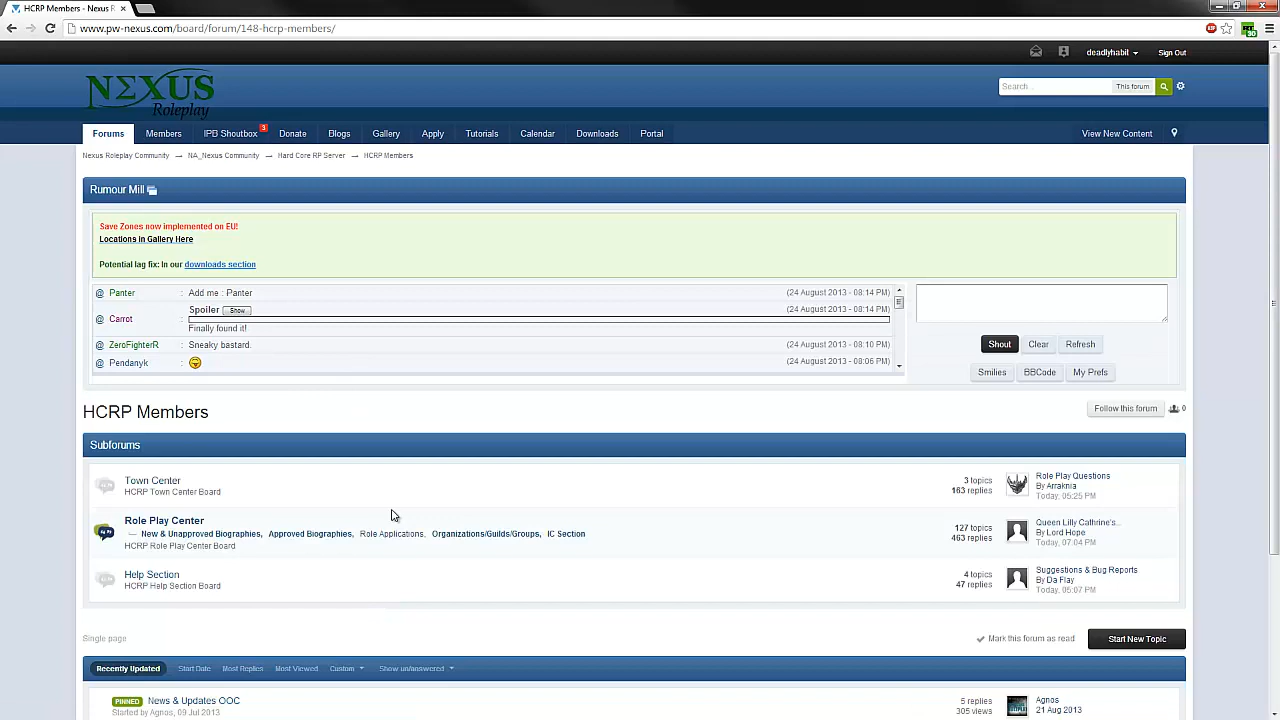 HCRP Members - Nexus R
www.pw-nexus.com/board/forum/148-hcrp-members/
deadlyhabil
Sign Out
NΣXUS
Roleplay
Search...
This forum
Forums Members IPB Shoutbox 3 Donate Blogs Gallery Apply Tutorials Calendar Downloads Portal View New Content
Nexus Roleplay Community → NA_Nexus Community → Hard Core RP Server → HCRP Members
Rumour Mill
Save Zones now implemented on EU!
Locations in Gallery Here
Potential lag fix: In our downloads section
@ Panter : Add me : Panter (24 August 2013 - 08:14 PM)
Spoiler Show (24 August 2013 - 08:14 PM)
@ Carrot :
Finally found it!
@ ZeroFighterR : Sneaky bastard. (24 August 2013 - 08:10 PM)
@ Pendanyk : (24 August 2013 - 08:06 PM)
Shout Clear Refresh
Smilies BBCode My Prefs
HCRP Members
Follow this forum 0
Subforums
Town Center
HCRP Town Center Board
3 topics
163 replies
Role Play Questions
By Arraknia
Today, 05:25 PM
Role Play Center
New & Unapproved Biographies, Approved Biographies, Role Applications, Organizations/Guilds/Groups, IC Section
HCRP Role Play Center Board
127 topics
463 replies
Queen Lilly Cathrine's...
By Lord Hope
Today, 07:04 PM
Help Section
HCRP Help Section Board
4 topics
47 replies
Suggestions & Bug Reports
By Da Flay
Today, 05:07 PM
Single page
Mark this forum as read
Start New Topic
Recently Updated Start Date Most Replies Most Viewed Custom Show un/answered
PINNED News & Updates OOC
Started by Agnos, 09 Jul 2013
5 replies
305 views
Agnos
21 Aug 2013